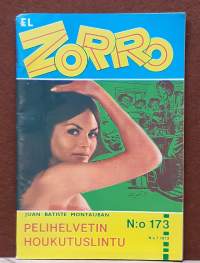 EL
ZORRO
JUAN BATISTE MONTAUBAN
N:o 173
PELIHELVETIN
HOUKUTUSLINTU